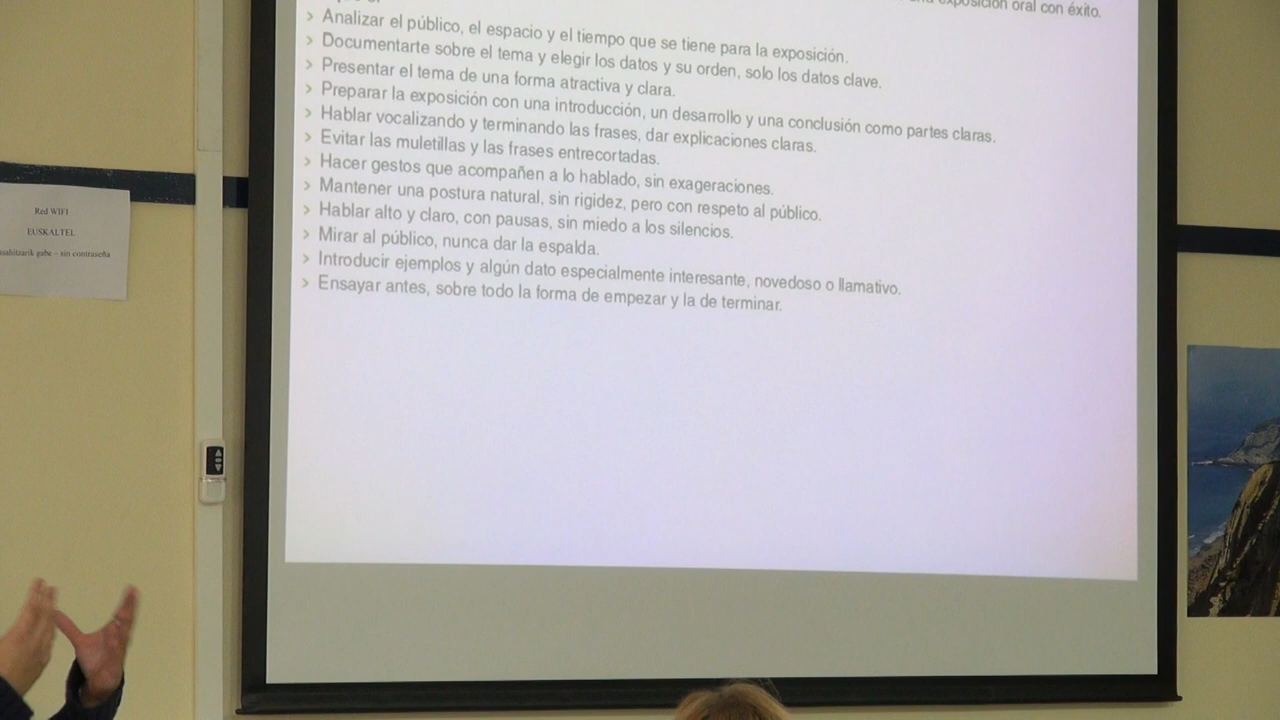 exposición oral con éxito.
> Analizar el público, el espacio y el tiempo que se tiene para la exposición.
> Documentarte sobre el tema y elegir los datos y su orden, solo los datos clave.
> Presentar el tema de una forma atractiva y clara.
> Preparar la exposición con una introducción, un desarrollo y una conclusión como partes claras.
> Hablar vocalizando y terminando las frases, dar explicaciones claras.
> Evitar las muletillas y las frases entrecortadas.
> Hacer gestos que acompañen a lo hablado, sin exageraciones.
> Mantener una postura natural, sin rigidez, pero con respeto al público.
> Hablar alto y claro, con pausas, sin miedo a los silencios.
> Mirar al público, nunca dar la espalda.
> Introducir ejemplos y algún dato especialmente interesante, novedoso o llamativo.
> Ensayar antes, sobre todo la forma de empezar y la de terminar.
Red WIFI
EUSKALTEL
gabe – sin contraseña